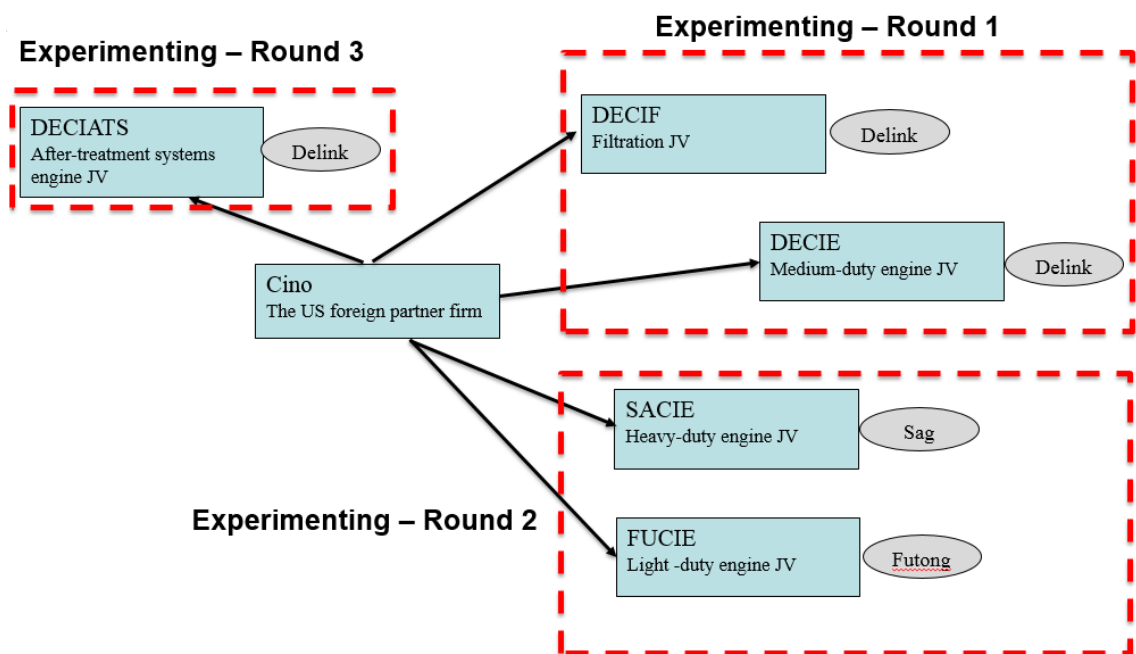 Experimenting – Round 3
DECIATS
After-treatment systems
engine JV
Delink
Experimenting – Round 1
DECIF
Filtration JV
Delink
DECIE
Medium-duty engine JV
Delink
Cino
The US foreign partner firm
SACIE
Heavy-duty engine JV
Sag
Experimenting – Round 2
FUCIE
Light -duty engine JV
Futong